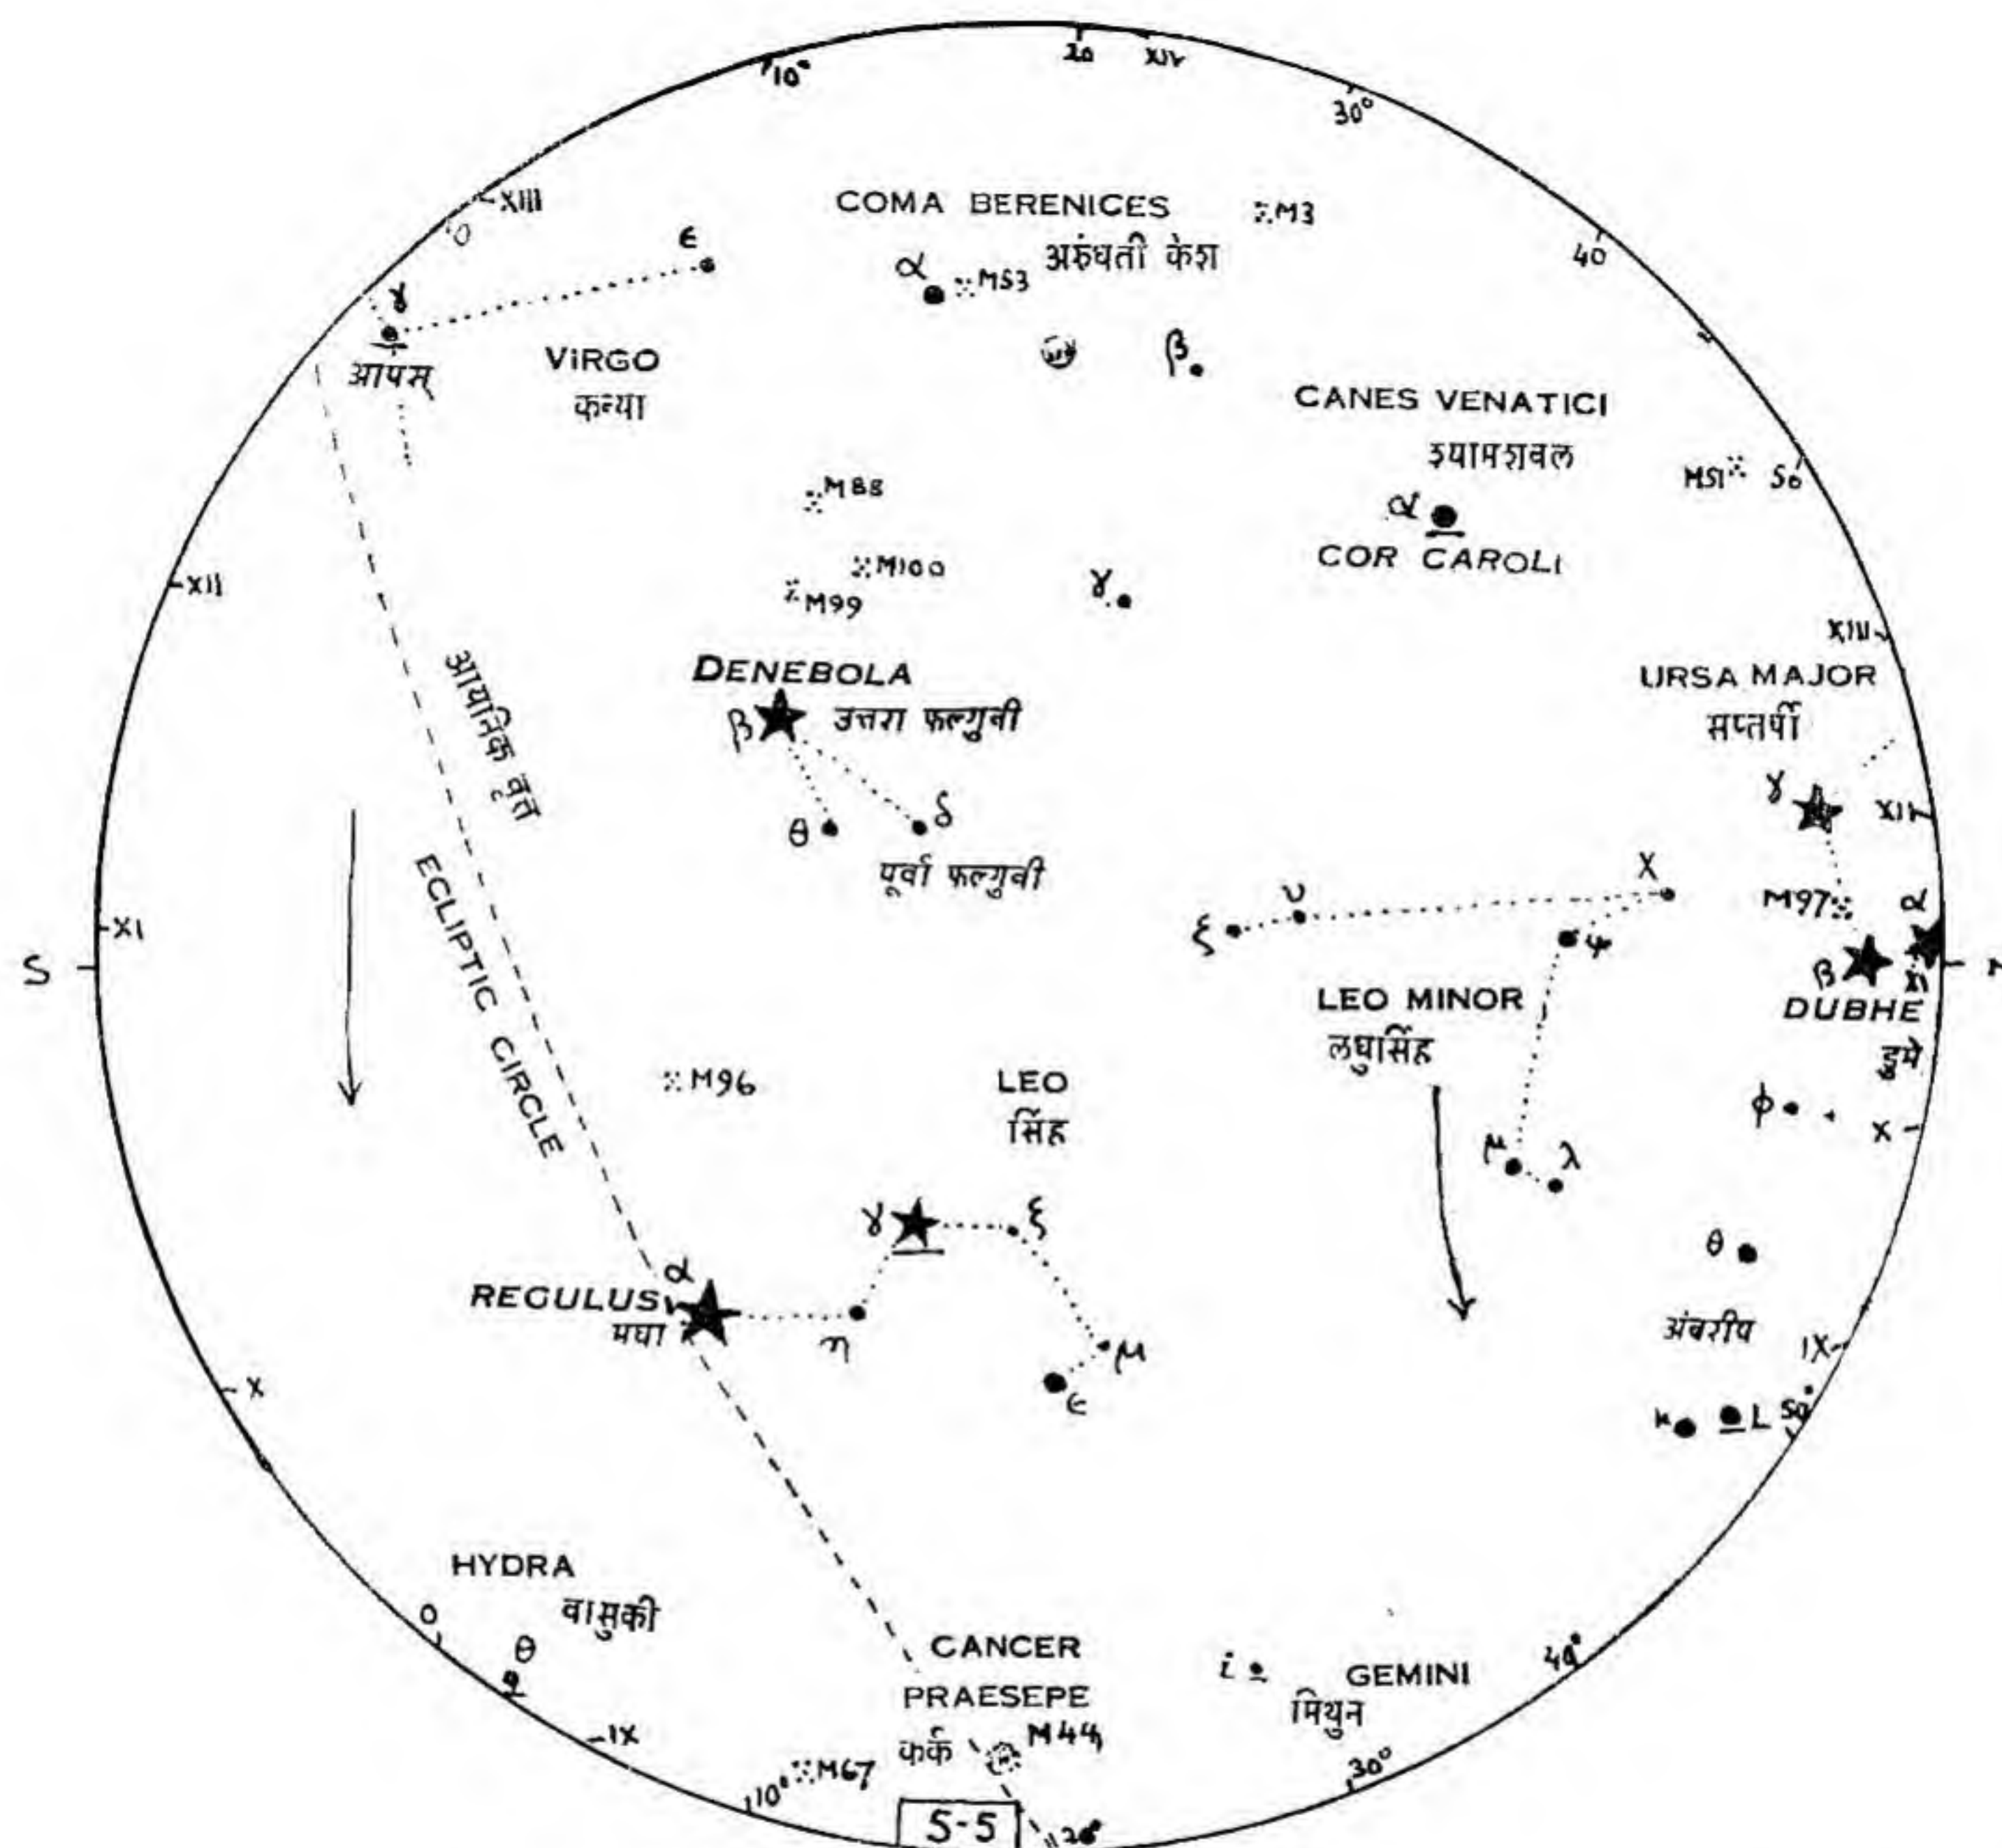 10°
20
XIV
30°
XIII
0
COMA BERENICES
M3
अरुंधती केश
ε
α
M53
40
γ
आपस्
VIRGO
कन्या
β
CANES VENATICI
श्यामशवल
M51
50
M88
α
COR CAROLI
XII
M100
M99
γ
XIII
DENEBOLA
β उत्तरा फल्गुवी
URSA MAJOR
सप्तर्षी
आयनिक वृत
γ
XII
θ
δ
पूर्वा फल्गुवी
ECLIPTIC CIRCLE
χ
υ
ξ
ψ
M97
α
XI
S
β
XI
DUBHE
डुभे
LEO MINOR
लघुसिंह
M96
LEO
सिंह
φ
X
μ
λ
γ
ξ
θ
α
REGULUS
मघा
η
μ
ε
अंबरीष
IX
X
κ
L 50°
HYDRA
वासुकी
0
θ
CANCER
PRAESEPE
कर्क
M44
i
GEMINI
मिथुन
40°
IX
10°
M67
30°
S-5
20°